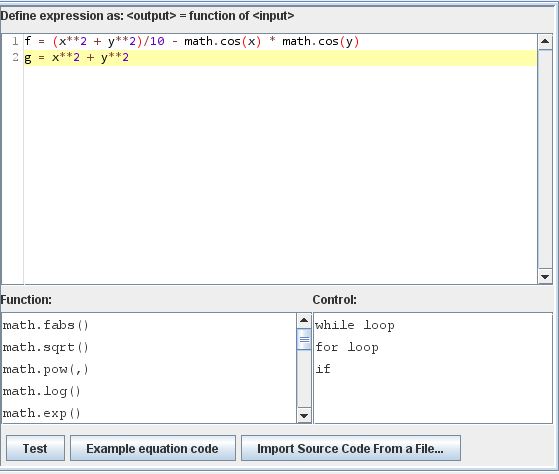 Define expression as: <output> = function of <input>
1 f = (x**2 + y**2)/10 - math.cos(x) * math.cos(y)
2 g = x**2 + y**2
Function:
Control:
math.fabs()
math.sqrt()
math.pow(,)
math.log()
math.exp()
while loop
for loop
if
Test
Example equation code
Import Source Code From a File...